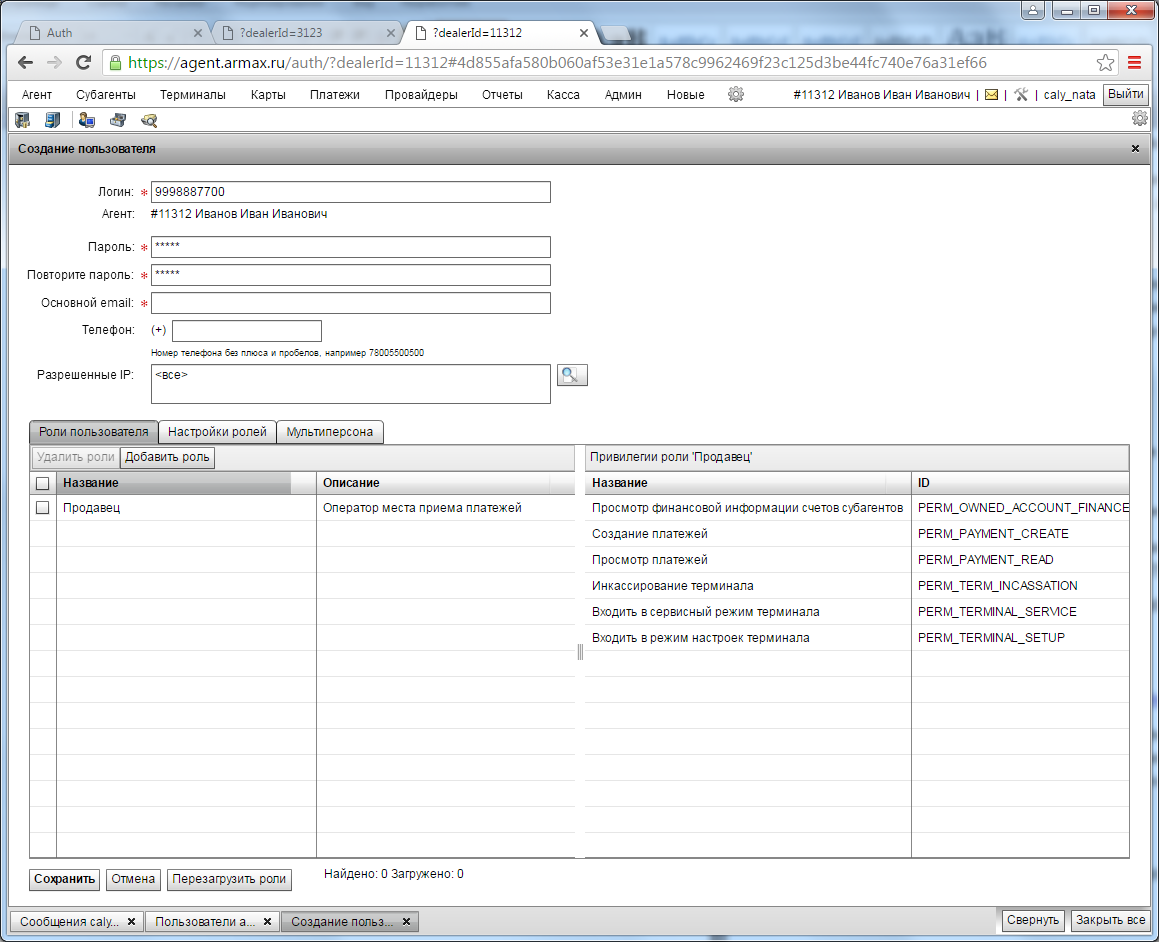 Auth ?dealerId=3123 ?dealerId=11312
https://agent.armax.ru/auth/?dealerId=11312#4d855afa580b060af53e31e1a578c9962469f23c125d3be44fc740e76a31ef66
Агент Субагенты Терминалы Карты Платежи Провайдеры Отчеты Касса Админ Новые #11312 Иванов Иван Иванович | | | caly_nata Выйти
Создание пользователя
Логин: * 9998887700
Агент: #11312 Иванов Иван Иванович
Пароль: * *****
Повторите пароль: * *****
Основной email: *
Телефон: (+)
Номер телефона без плюса и пробелов, например 78005500500
Разрешенные IP: <все>
Роли пользователя Настройки ролей Мультиперсона
Удалить роли Добавить роль Привилегии роли 'Продавец'
Название Описание Название ID
Продавец Оператор места приема платежей Просмотр финансовой информации счетов субагентов PERM_OWNED_ACCOUNT_FINANCE
Создание платежей PERM_PAYMENT_CREATE
Просмотр платежей PERM_PAYMENT_READ
Инкассирование терминала PERM_TERM_INCASSATION
Входить в сервисный режим терминала PERM_TERMINAL_SERVICE
Входить в режим настроек терминала PERM_TERMINAL_SETUP
Сохранить Отмена Перезагрузить роли Найдено: 0 Загружено: 0
Сообщения caly... Пользователи а... Создание польз... Свернуть Закрыть все